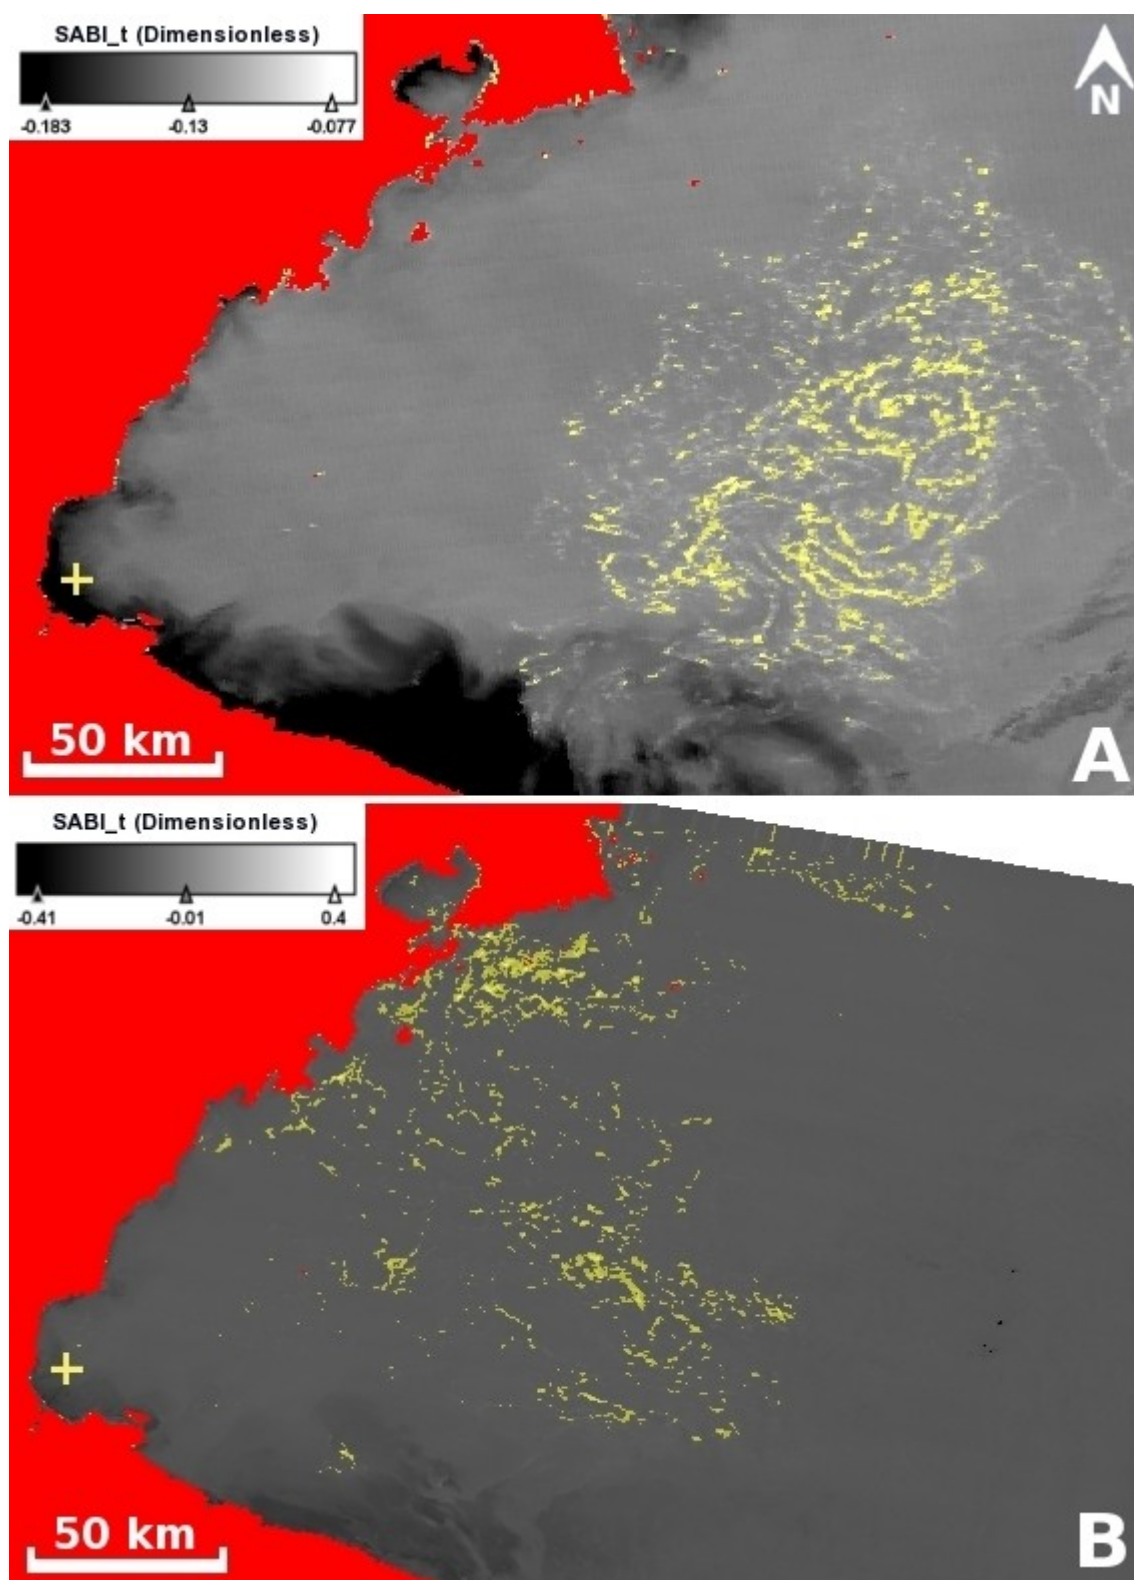 SABI_t (Dimensionless)
-0.183 -0.13 -0.077
N
50 km
A
SABI_t (Dimensionless)
-0.41 -0.01 0.4
50 km
B